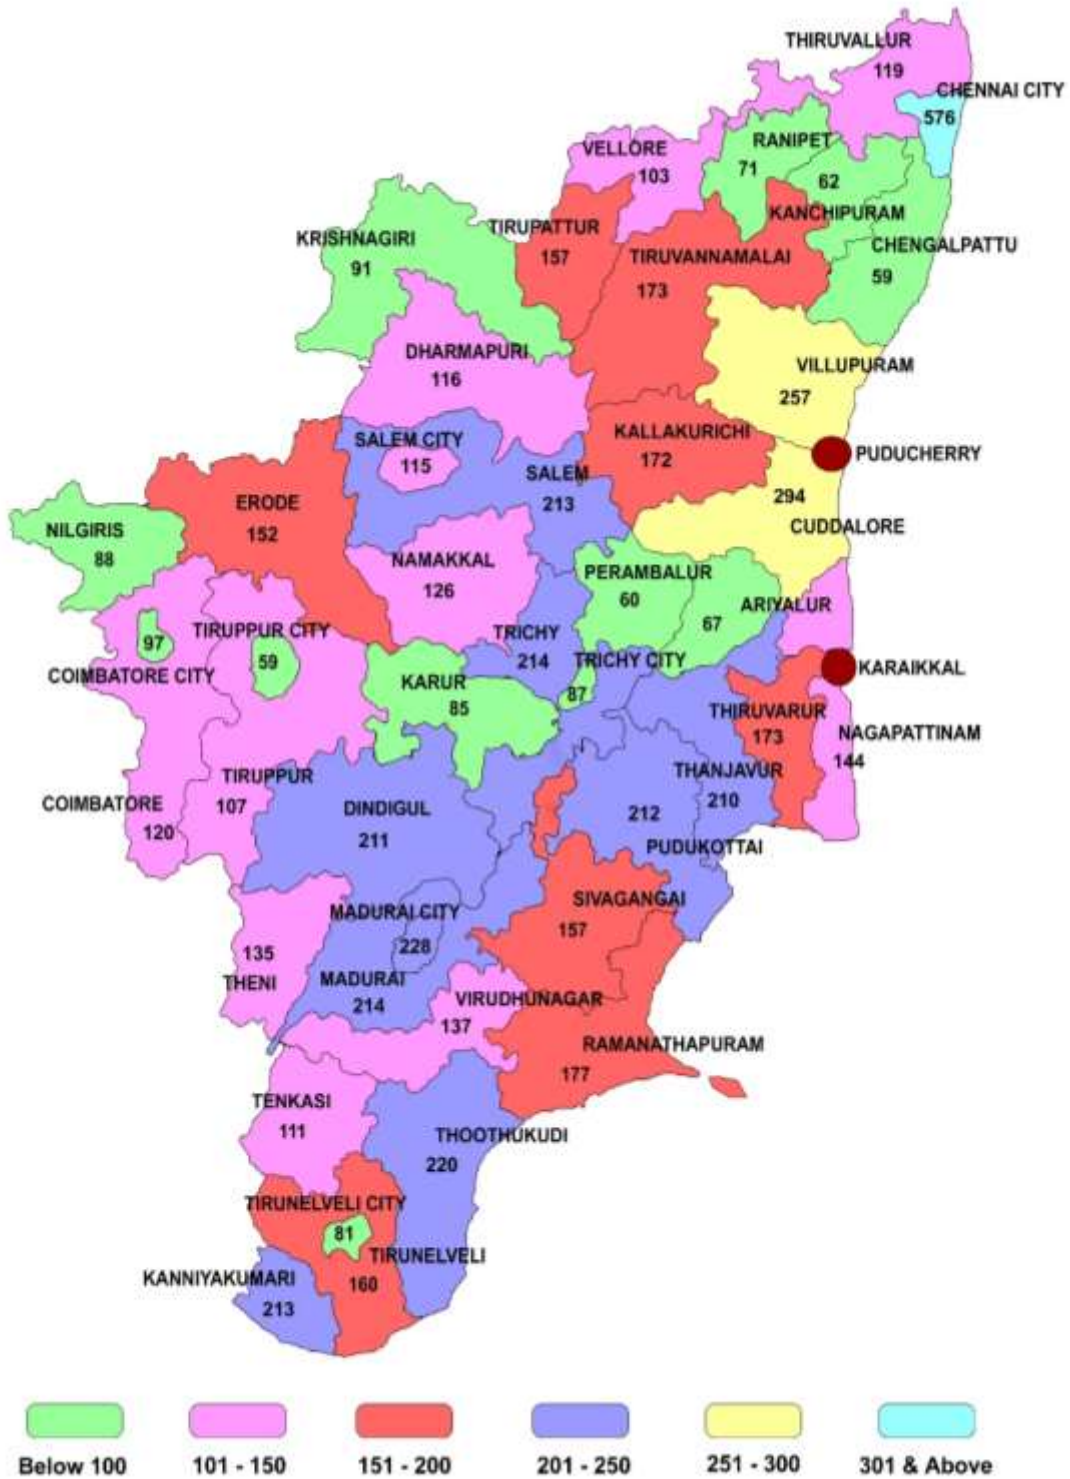 THIRUVALLUR
119
CHENNAI CITY
576
RANIPET
71
VELLORE
103
62
KANCHIPURAM
TIRUPATTUR
157
KRISHNAGIRI
91
CHENGALPATTU
59
TIRUVANNAMALAI
173
DHARMAPURI
116
VILLUPURAM
257
SALEM CITY
115
KALLAKURICHI
172
PUDUCHERRY
SALEM
213
294
CUDDALORE
ERODE
152
NILGIRIS
88
NAMAKKAL
126
PERAMBALUR
60
ARIYALUR
67
TRICHY
214
TIRUPPUR CITY
59
97
COIMBATORE CITY
TRICHY CITY
87
KARAIKKAL
KARUR
85
THIRUVARUR
173
NAGAPATTINAM
144
TIRUPPUR
107
THANJAVUR
210
COIMBATORE
120
DINDIGUL
211
212
PUDUKOTTAI
SIVAGANGAI
157
MADURAI CITY
228
135
THENI
MADURAI
214
VIRUDHUNAGAR
137
RAMANATHAPURAM
177
TENKASI
111
THOOTHUKUDI
220
TIRUNELVELI CITY
81
TIRUNELVELI
160
KANNIYAKUMARI
213
Below 100
101 - 150
151 - 200
201 - 250
251 - 300
301 & Above